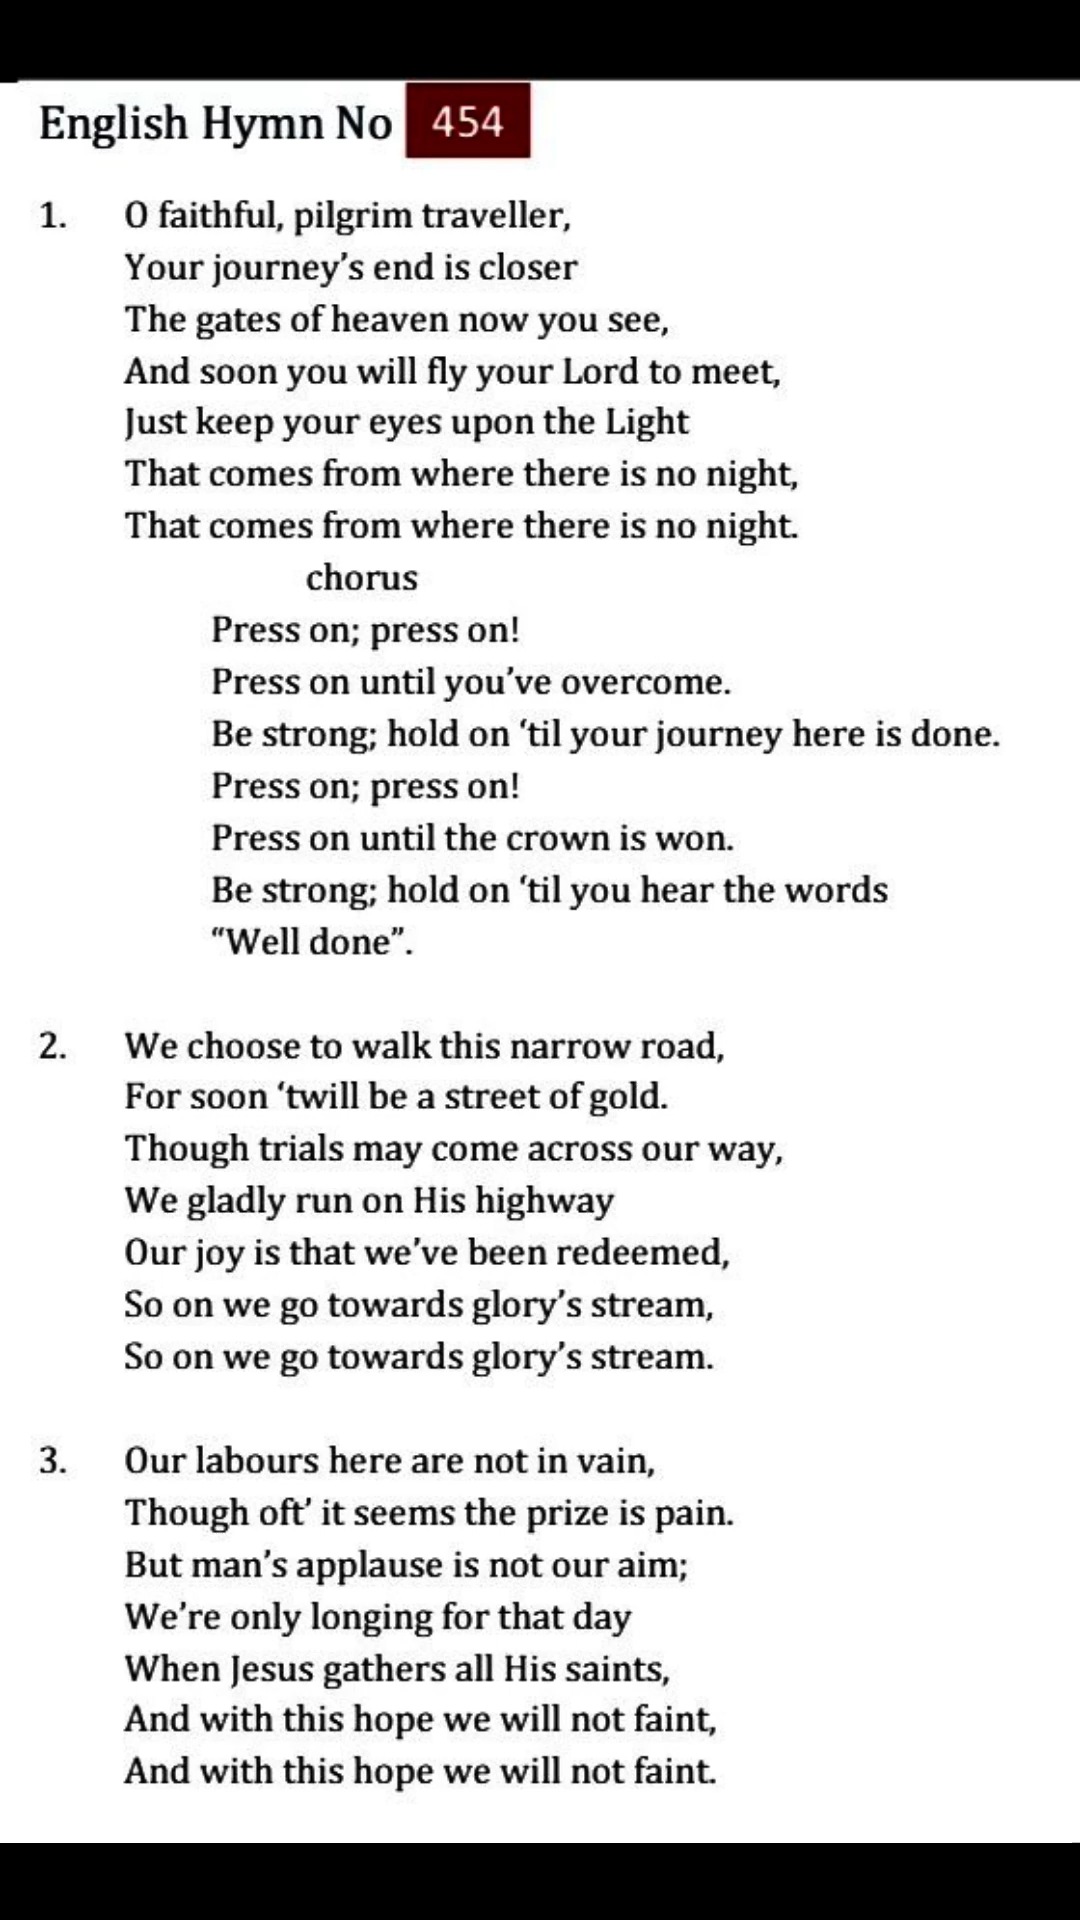 English Hymn No 454
1. O faithful, pilgrim traveller,
Your journey’s end is closer
The gates of heaven now you see,
And soon you will fly your Lord to meet,
Just keep your eyes upon the Light
That comes from where there is no night,
That comes from where there is no night.
chorus
Press on; press on!
Press on until you’ve overcome.
Be strong; hold on ‘til your journey here is done.
Press on; press on!
Press on until the crown is won.
Be strong; hold on ‘til you hear the words
“Well done”.
2. We choose to walk this narrow road,
For soon ‘twill be a street of gold.
Though trials may come across our way,
We gladly run on His highway
Our joy is that we’ve been redeemed,
So on we go towards glory’s stream,
So on we go towards glory’s stream.
3. Our labours here are not in vain,
Though oft’ it seems the prize is pain.
But man’s applause is not our aim;
We’re only longing for that day
When Jesus gathers all His saints,
And with this hope we will not faint,
And with this hope we will not faint.